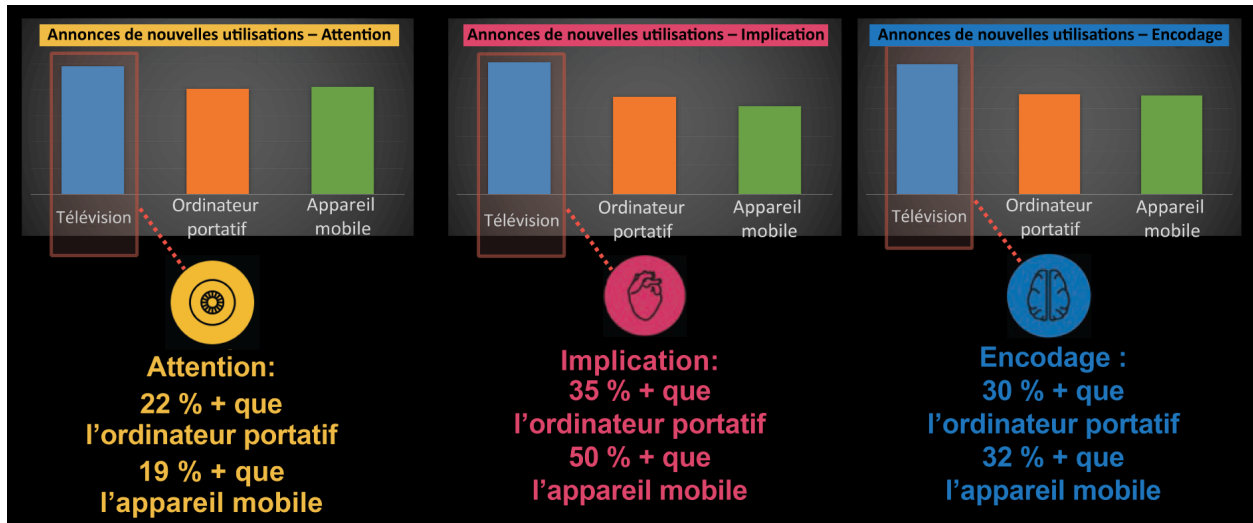 Annonces de nouvelles utilisations – Attention
Télévision
Ordinateur
portatif
Appareil
mobile
Attention:
22 % + que
l’ordinateur portatif
19 % + que
l’appareil mobile
Annonces de nouvelles utilisations – Implication
Télévision
Ordinateur
portatif
Appareil
mobile
Implication:
35 % + que
l’ordinateur portatif
50 % + que
l’appareil mobile
Annonces de nouvelles utilisations – Encodage
Télévision
Ordinateur
portatif
Appareil
mobile
Encodage :
30 % + que
l’ordinateur portatif
32 % + que
l’appareil mobile